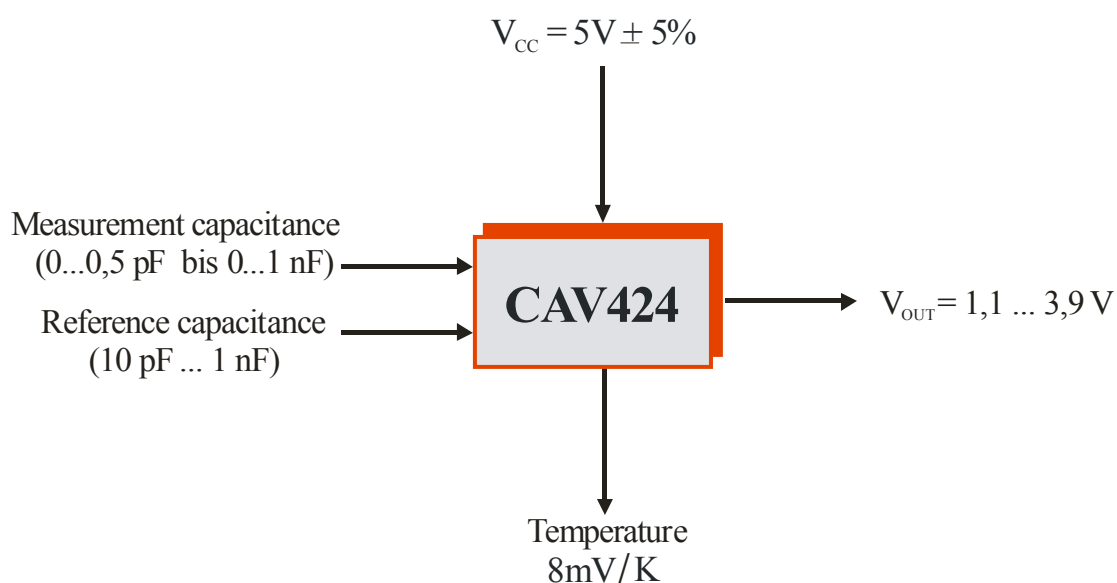 V_CC = 5V ± 5%
Measurement capacitance
(0...0,5 pF bis 0...1 nF)
Reference capacitance
(10 pF ... 1 nF)
CAV424
V_OUT = 1,1 ... 3,9 V
Temperature
8mV/K